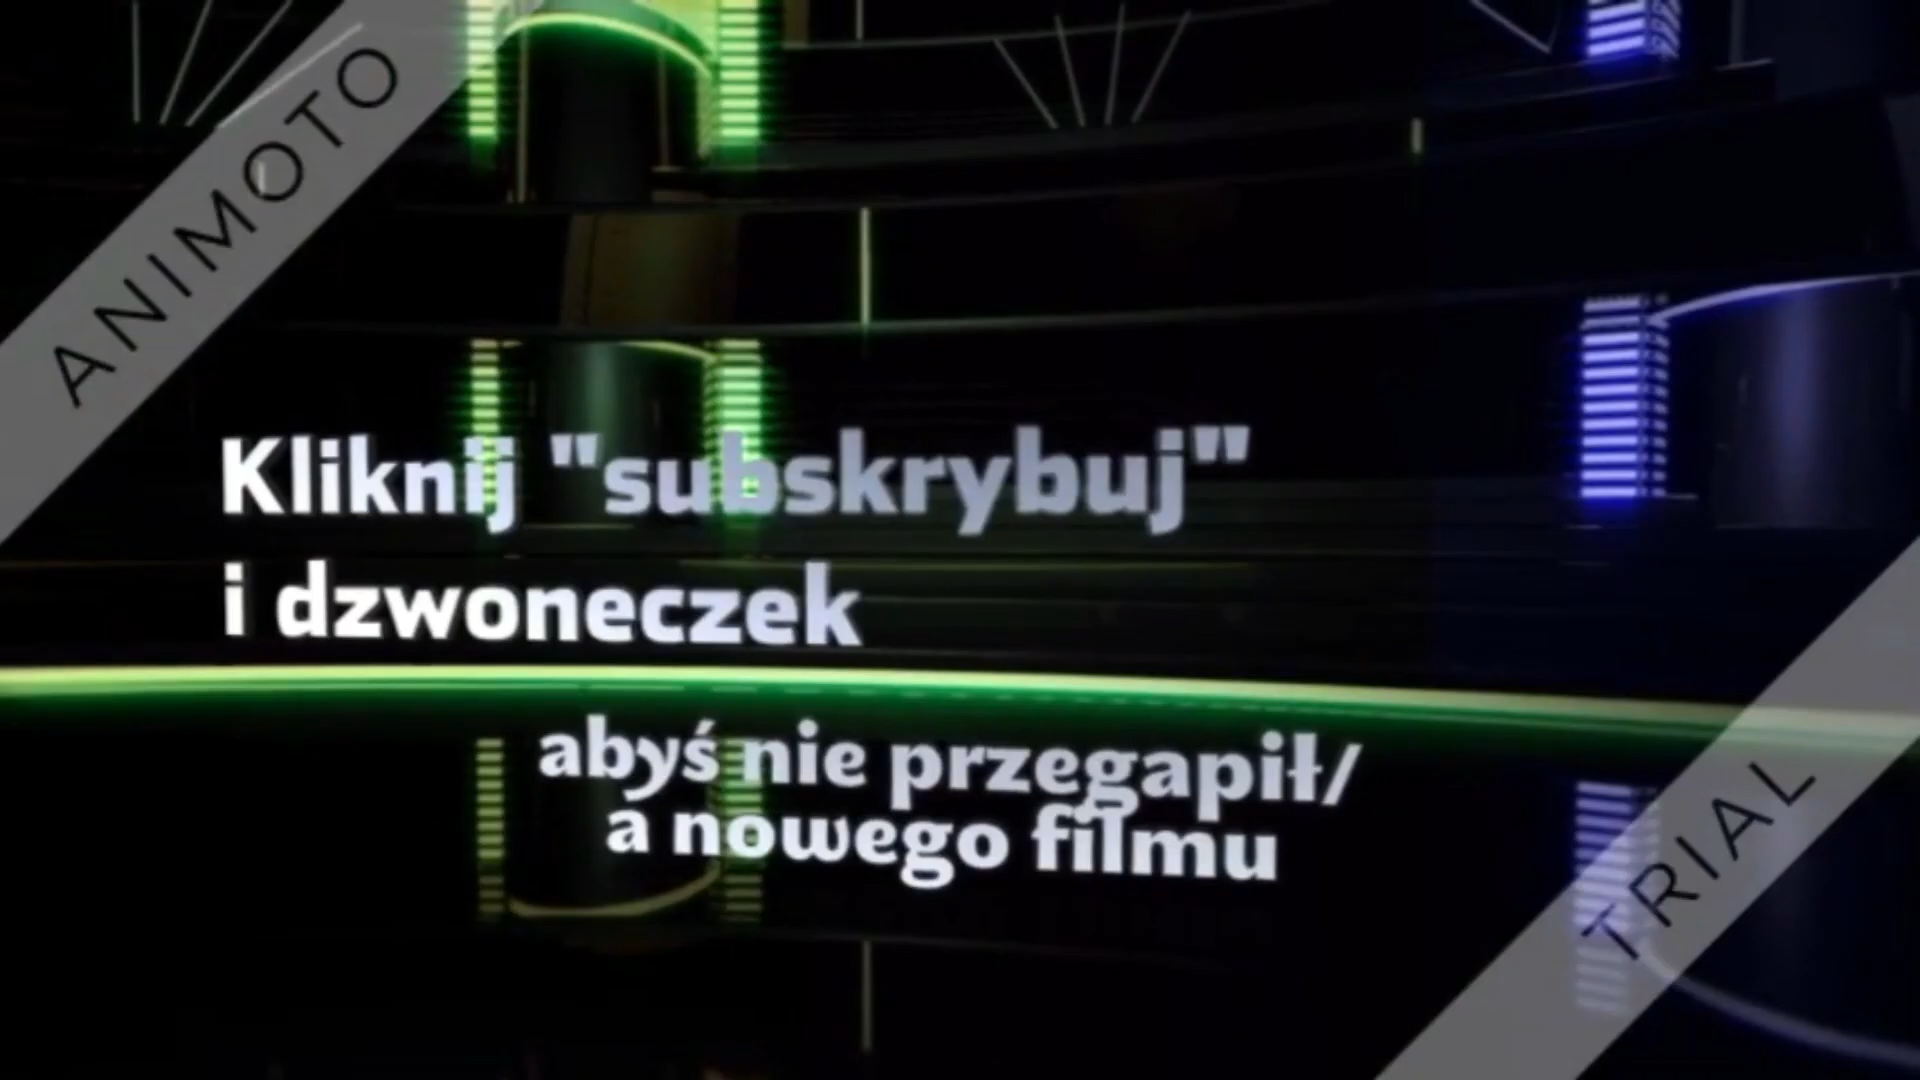 ANIMOTO
Kliknij "subskrybuj"
i dzwoneczek
abyś nie przegapił/
a nowego filmu
TRIAL